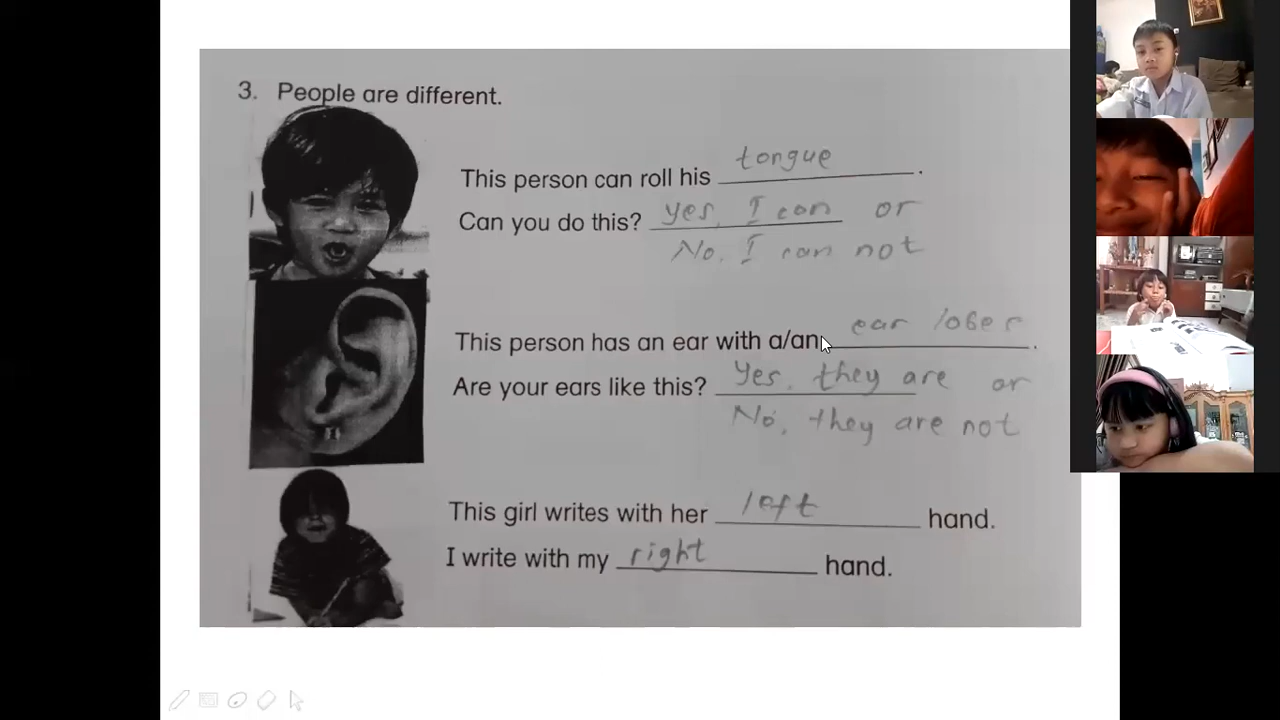 3. People are different.
This person can roll his tongue.
Can you do this? Yes, I can or
No, I can not
This person has an ear with a/an ear lober.
Are your ears like this? Yes, they are or
No, they are not
This girl writes with her left hand.
I write with my right hand.